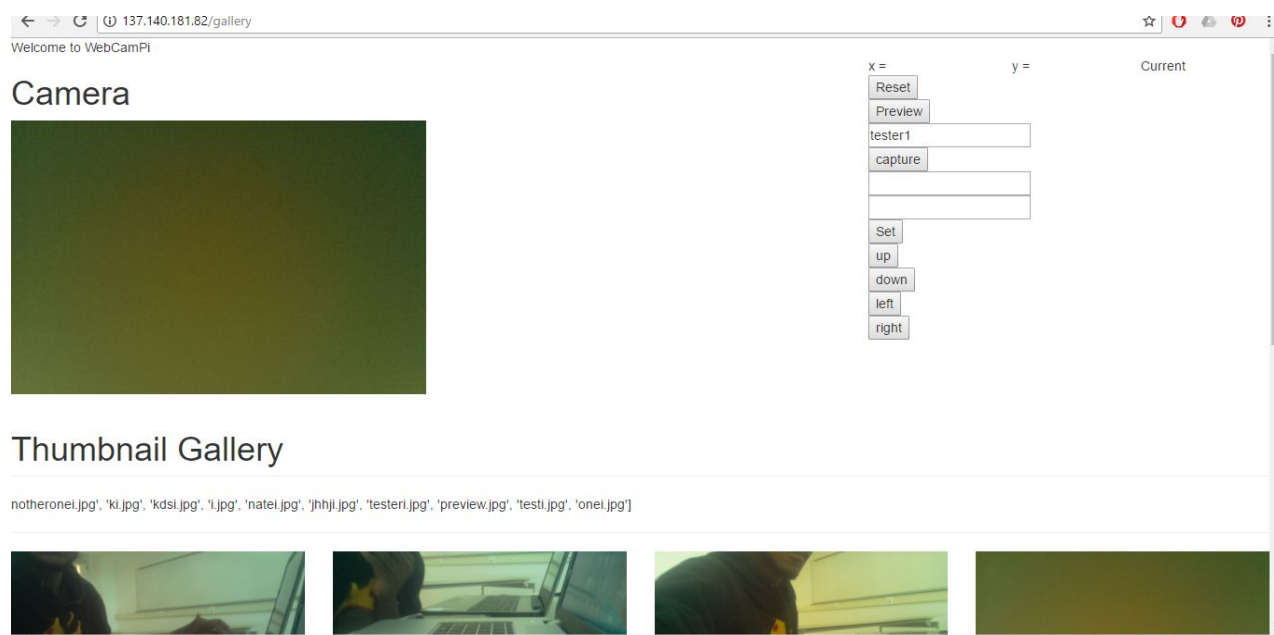 137.140.181.82/gallery
Welcome to WebCamPi
x = y = Current
Camera
Reset
Preview
tester1
capture
Set
up
down
left
right
Thumbnail Gallery
notheronei.jpg', 'ki.jpg', 'kdsi.jpg', 'i.jpg', 'natei.jpg', 'jhhji.jpg', 'testeri.jpg', 'preview.jpg', 'testi.jpg', 'onei.jpg']